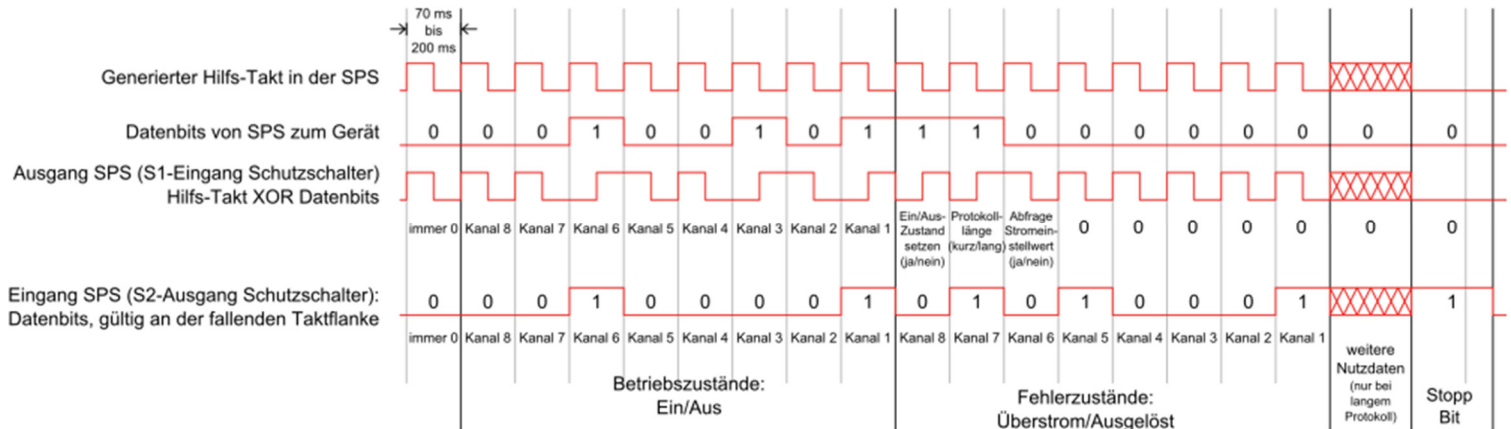 70 ms
bis
200 ms
Generierter Hilfs-Takt in der SPS
Datenbits von SPS zum Gerät
0 0 0 1 0 0 1 0 1 1 1 0 0 0 0 0 0 0 0
Ausgang SPS (S1-Eingang Schutzschalter)
Hilfs-Takt XOR Datenbits
immer 0 Kanal 8 Kanal 7 Kanal 6 Kanal 5 Kanal 4 Kanal 3 Kanal 2 Kanal 1
Ein/Aus-
Zustand
setzen
(ja/nein)
Protokoll-
länge
(kurz/lang)
Abfrage
Stromein-
stellwert
(ja/nein)
0 0 0 0 0 0 0
Eingang SPS (S2-Ausgang Schutzschalter):
Datenbits, gültig an der fallenden Taktflanke
0 0 0 1 0 0 0 0 1 0 1 0 1 0 0 0 1 1
immer 0 Kanal 8 Kanal 7 Kanal 6 Kanal 5 Kanal 4 Kanal 3 Kanal 2 Kanal 1 Kanal 8 Kanal 7 Kanal 6 Kanal 5 Kanal 4 Kanal 3 Kanal 2 Kanal 1
Betriebszustände:
Ein/Aus
Fehlerzustände:
Überstrom/Ausgelöst
weitere
Nutzdaten
(nur bei
langem
Protokoll)
Stopp
Bit